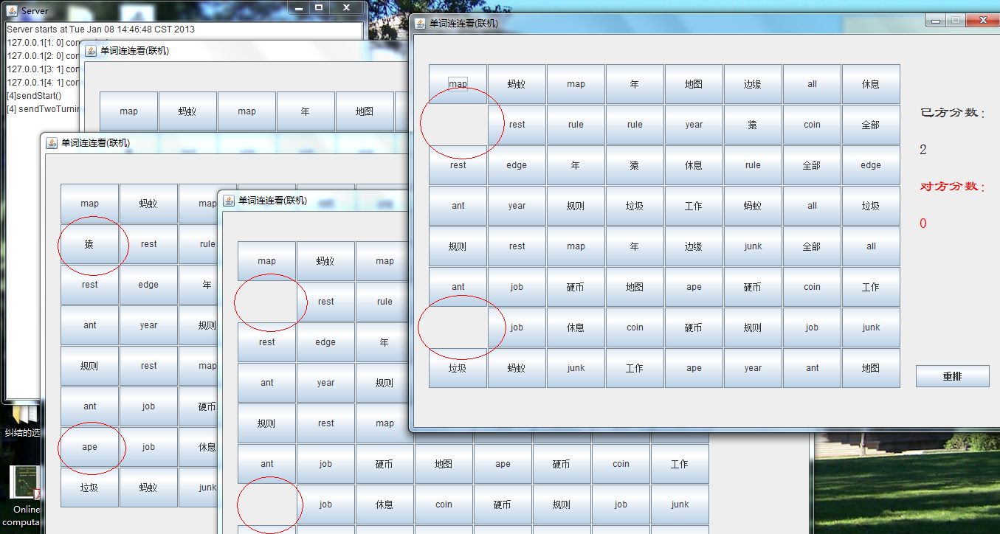 Server
Server starts at Tue Jan 08 14:46:48 CST 2013
127.0.0.1[1: 0]
127.0.0.1[2: 0]
127.0.0.1[3: 1]
127.0.0.1[4: 1]
[4]sendStart()
[4] sendTwoTurnin
纠结的选
Online
computa
单词连连看(联机)
map 蚂蚁 map 年 地图
单词连连看(联机)
map 蚂蚁 map
猿 rest rule
rest edge 年
ant year 规则
规则 rest map
ant job 硬币
ape job 休息
垃圾 蚂蚁 junk
单词连连看(联机)
map 蚂蚁 map
rest rule
rest edge 年
ant year 规则
规则 rest map
ant job 硬币 地图 ape 硬币 coin 工作
job 休息 coin 硬币 规则 job junk
单词连连看(联机)
map 蚂蚁 map 年 地图 边缘 all 休息
rest rule rule year 猿 coin 全部
rest edge 年 猿 休息 rule 全部 edge
ant year 规则 垃圾 工作 蚂蚁 all 垃圾
规则 rest map 年 边缘 junk 全部 all
ant job 硬币 地图 ape 硬币 coin 工作
job 休息 coin 硬币 规则 job junk
垃圾 蚂蚁 junk 工作 ape year ant 地图
已方分数：
2
对方分数：
0
重排